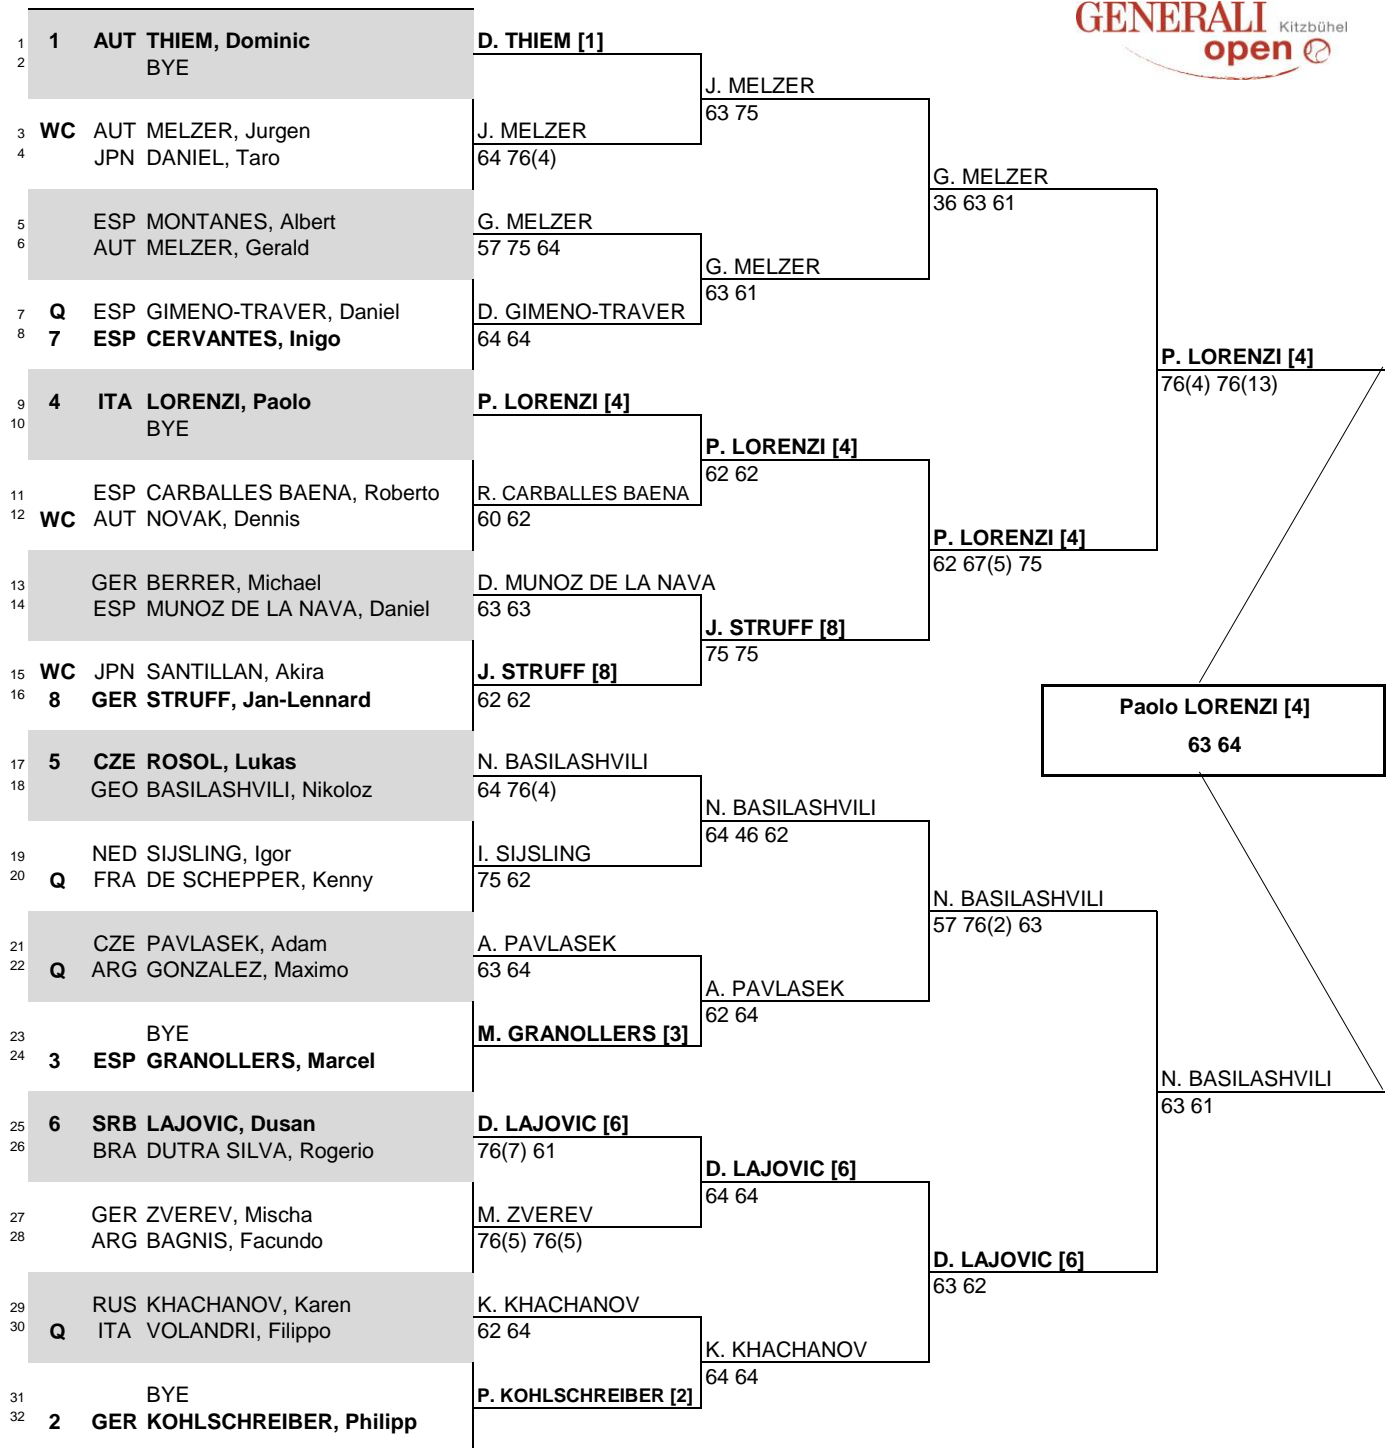 GENERALI Kitzbühel
open
1 1 AUT THIEM, Dominic
2 BYE
3 WC AUT MELZER, Jurgen
4 JPN DANIEL, Taro
5 ESP MONTANES, Albert
6 AUT MELZER, Gerald
7 Q ESP GIMENO-TRAVER, Daniel
8 7 ESP CERVANTES, Inigo
9 4 ITA LORENZI, Paolo
10 BYE
11 ESP CARBALLES BAENA, Roberto
12 WC AUT NOVAK, Dennis
13 GER BERRER, Michael
14 ESP MUNOZ DE LA NAVA, Daniel
15 WC JPN SANTILLAN, Akira
16 8 GER STRUFF, Jan-Lennard
17 5 CZE ROSOL, Lukas
18 GEO BASILASHVILI, Nikoloz
19 NED SIJSLING, Igor
20 Q FRA DE SCHEPPER, Kenny
21 CZE PAVLASEK, Adam
22 Q ARG GONZALEZ, Maximo
23 BYE
24 3 ESP GRANOLLERS, Marcel
25 6 SRB LAJOVIC, Dusan
26 BRA DUTRA SILVA, Rogerio
27 GER ZVEREV, Mischa
28 ARG BAGNIS, Facundo
29 RUS KHACHANOV, Karen
30 Q ITA VOLANDRI, Filippo
31 BYE
32 2 GER KOHLSCHREIBER, Philipp
D. THIEM [1]
J. MELZER
64 76(4)
G. MELZER
57 75 64
D. GIMENO-TRAVER
64 64
P. LORENZI [4]
R. CARBALLES BAENA
60 62
D. MUNOZ DE LA NAVA
63 63
J. STRUFF [8]
62 62
N. BASILASHVILI
64 76(4)
I. SIJSLING
75 62
A. PAVLASEK
63 64
M. GRANOLLERS [3]
D. LAJOVIC [6]
76(7) 61
M. ZVEREV
76(5) 76(5)
K. KHACHANOV
62 64
P. KOHLSCHREIBER [2]
J. MELZER
63 75
G. MELZER
63 61
P. LORENZI [4]
62 62
J. STRUFF [8]
75 75
N. BASILASHVILI
64 46 62
A. PAVLASEK
62 64
D. LAJOVIC [6]
64 64
K. KHACHANOV
64 64
G. MELZER
36 63 61
P. LORENZI [4]
62 67(5) 75
N. BASILASHVILI
57 76(2) 63
D. LAJOVIC [6]
63 62
P. LORENZI [4]
76(4) 76(13)
N. BASILASHVILI
63 61
Paolo LORENZI [4]
63 64